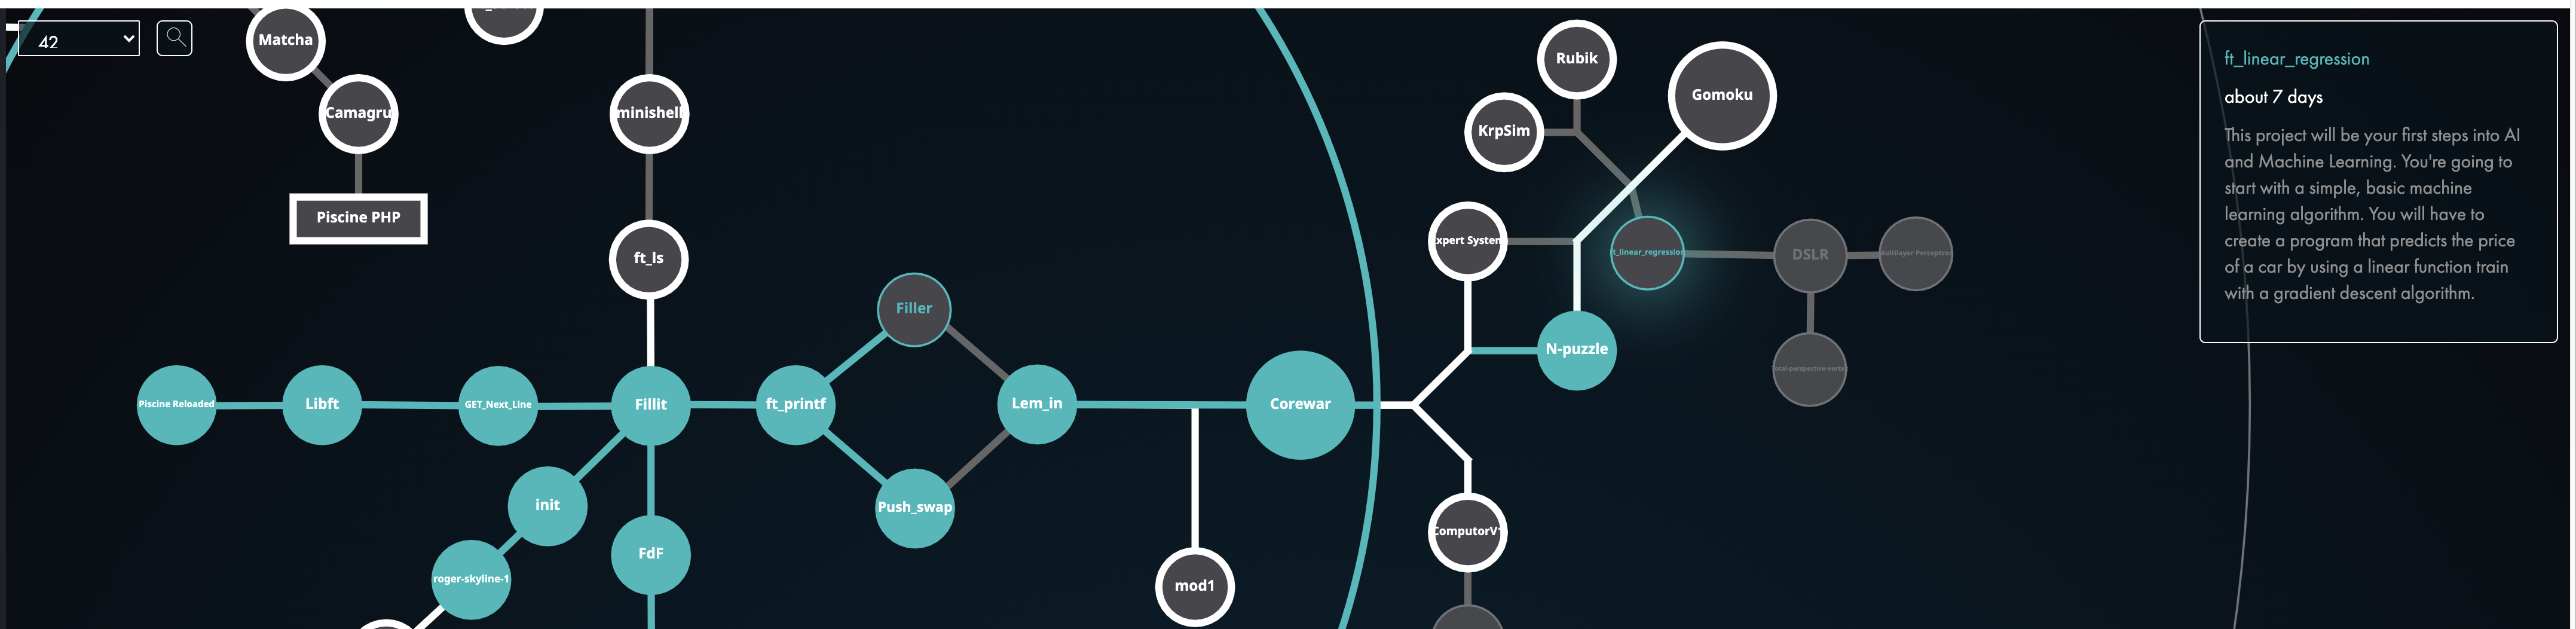 42
Matcha
Camagru
Piscine PHP
minishell
ft_ls
Rubik
Gomoku
KrpSim
xpert System
t_linear_regression
DSLR
Multilayer Perceptron
Total-perspective-vortex
N-puzzle
Filler
Piscine Reloaded
Libft
GET_Next_Line
Fillit
ft_printf
Lem_in
Corewar
Push_swap
init
roger-skyline-1
FdF
mod1
ComputorV1
ft_linear_regression
about 7 days
This project will be your first steps into AI
and Machine Learning. You're going to
start with a simple, basic machine
learning algorithm. You will have to
create a program that predicts the price
of a car by using a linear function train
with a gradient descent algorithm.